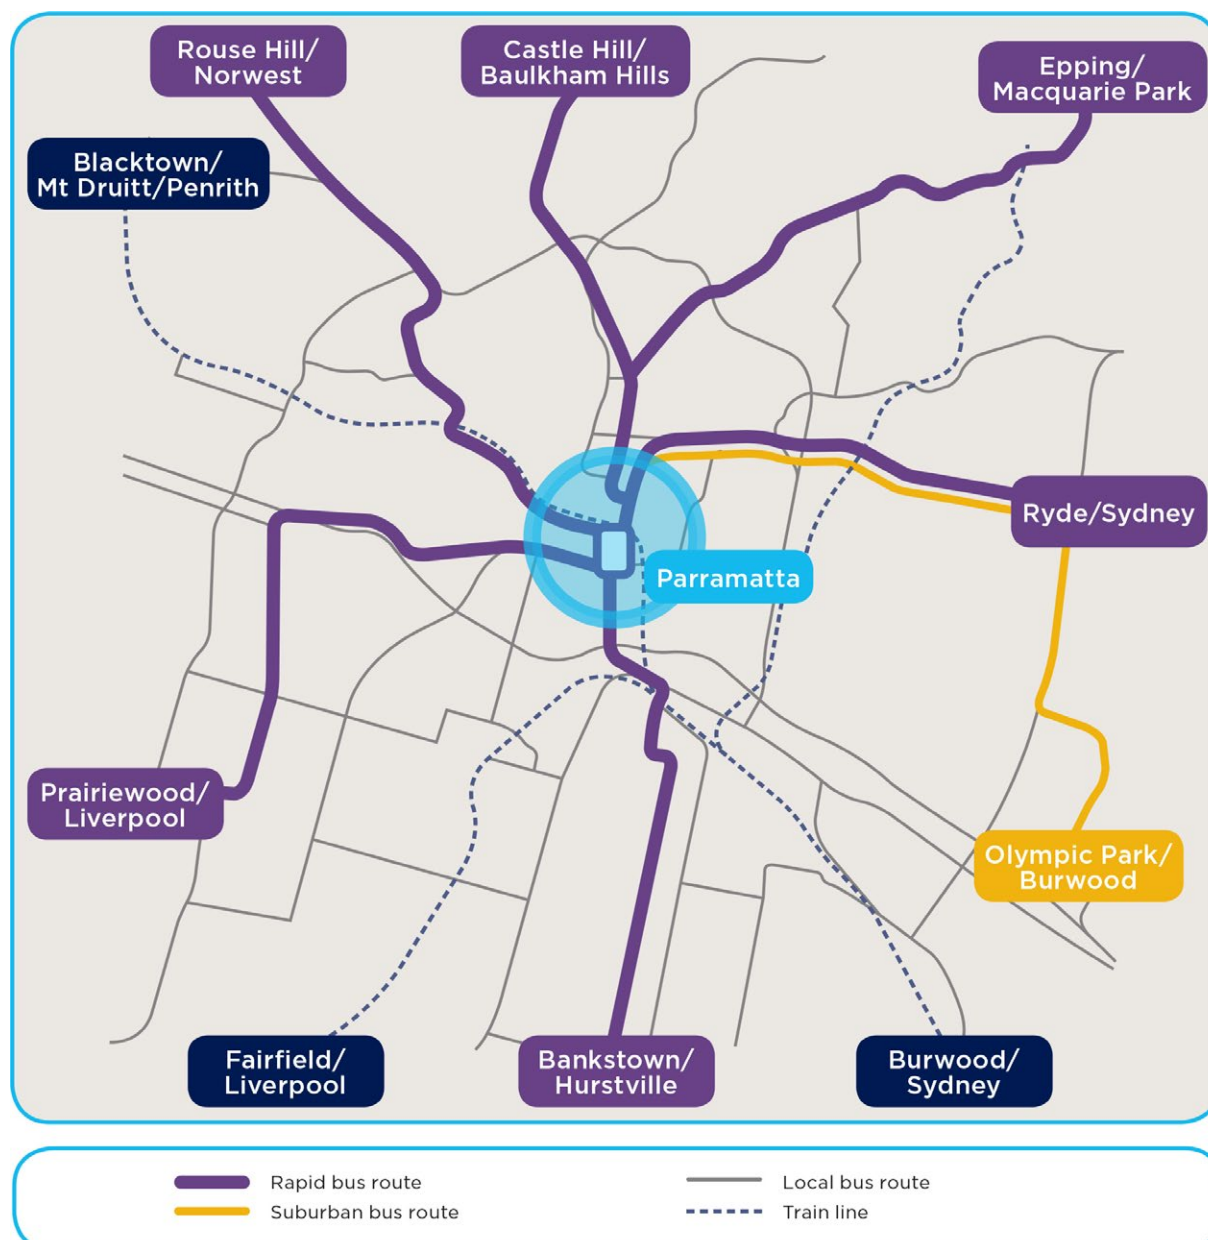 Rouse Hill/
Norwest
Castle Hill/
Baulkham Hills
Epping/
Macquarie Park
Blacktown/
Mt Druitt/Penrith
Ryde/Sydney
Parramatta
Prairiewood/
Liverpool
Olympic Park/
Burwood
Fairfield/
Liverpool
Bankstown/
Hurstville
Burwood/
Sydney
Rapid bus route
Suburban bus route
Local bus route
Train line